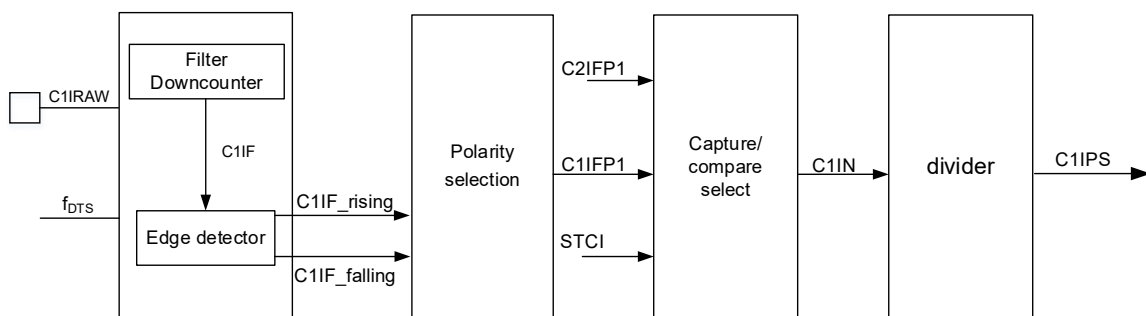 Filter
Downcounter
C1IRAW
C1IF
fDTS
Edge detector
C1IF_rising
C1IF_falling
Polarity
selection
C2IFP1
C1IFP1
STCI
Capture/
compare
select
C1IN
divider
C1IPS